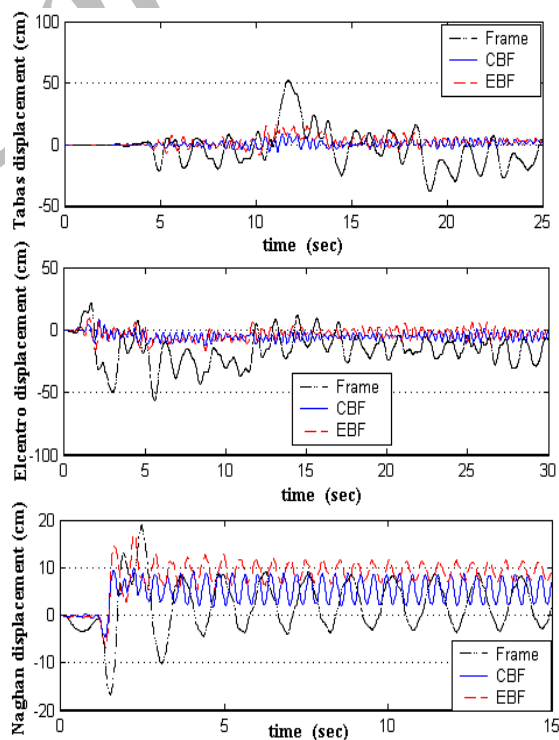 100
50
0
-50
Tabas displacement (cm)
Frame
CBF
EBF
0 5 10 15 20 25
time (sec)
50
0
-50
-100
Elcentro displacement (cm)
Frame
CBF
EBF
0 5 10 15 20 25 30
time (sec)
20
10
0
-10
-20
Naghan displacement (cm)
Frame
CBF
EBF
0 5 10 15
time (sec)